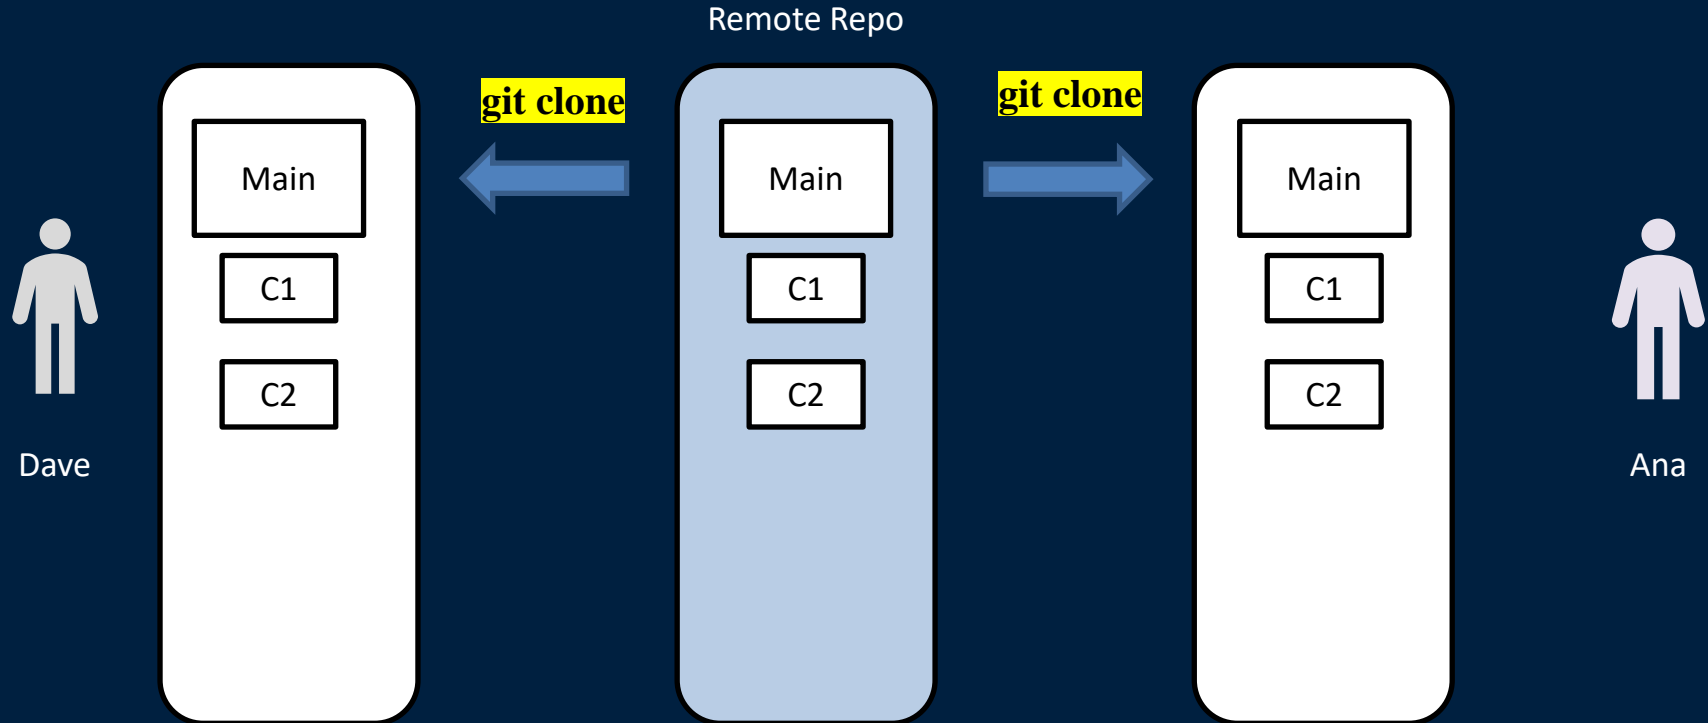 Remote Repo
git clone
git clone
Main
Main
Main
C1
C1
C1
C2
C2
C2
Dave
Ana